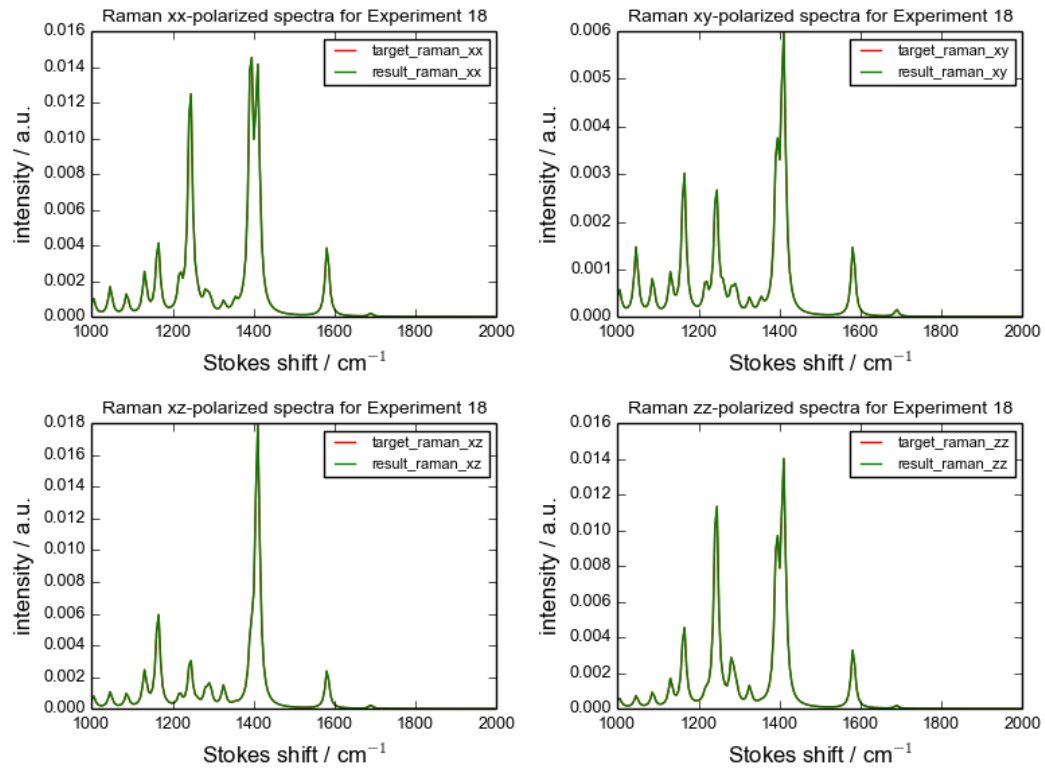 Raman xx-polarized spectra for Experiment 18
0.016
0.014
0.012
0.010
0.008
0.006
0.004
0.002
0.000
intensity / a.u.
target_raman_xx
result_raman_xx
1000
1200
1400
1600
1800
2000
Stokes shift / cm⁻¹
Raman xy-polarized spectra for Experiment 18
0.006
0.005
0.004
0.003
0.002
0.001
0.000
intensity / a.u.
target_raman_xy
result_raman_xy
1000
1200
1400
1600
1800
2000
Stokes shift / cm⁻¹
Raman xz-polarized spectra for Experiment 18
0.018
0.016
0.014
0.012
0.010
0.008
0.006
0.004
0.002
0.000
intensity / a.u.
target_raman_xz
result_raman_xz
1000
1200
1400
1600
1800
2000
Stokes shift / cm⁻¹
Raman zz-polarized spectra for Experiment 18
0.016
0.014
0.012
0.010
0.008
0.006
0.004
0.002
0.000
intensity / a.u.
target_raman_zz
result_raman_zz
1000
1200
1400
1600
1800
2000
Stokes shift / cm⁻¹